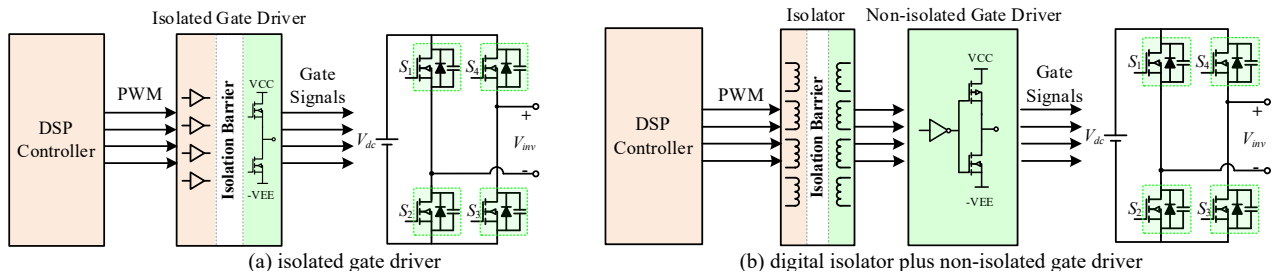 Isolated Gate Driver
DSP
Controller
PWM
Isolation Barrier
VCC
-VEE
Gate
Signals
Vdc
S1
S4
S2
S3
+
Vinv
-
(a) isolated gate driver
Isolator
Non-isolated Gate Driver
DSP
Controller
PWM
Isolation Barrier
VCC
-VEE
Gate
Signals
Vdc
S1
S4
S2
S3
+
Vinv
-
(b) digital isolator plus non-isolated gate driver